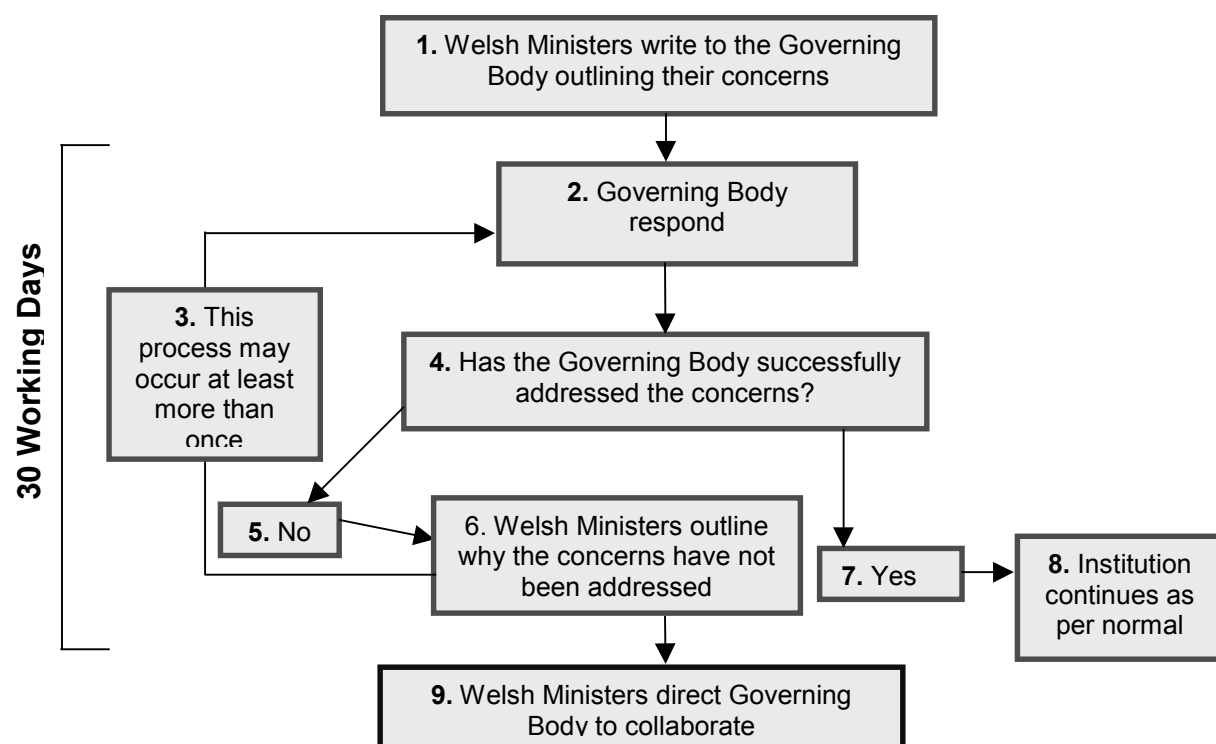 1. Welsh Ministers write to the Governing
Body outlining their concerns
2. Governing Body
respond
30 Working Days
3. This
process may
occur at least
more than
once
4. Has the Governing Body successfully
addressed the concerns?
5. No
6. Welsh Ministers outline
why the concerns have not
been addressed
7. Yes
8. Institution
continues as
per normal
9. Welsh Ministers direct Governing
Body to collaborate